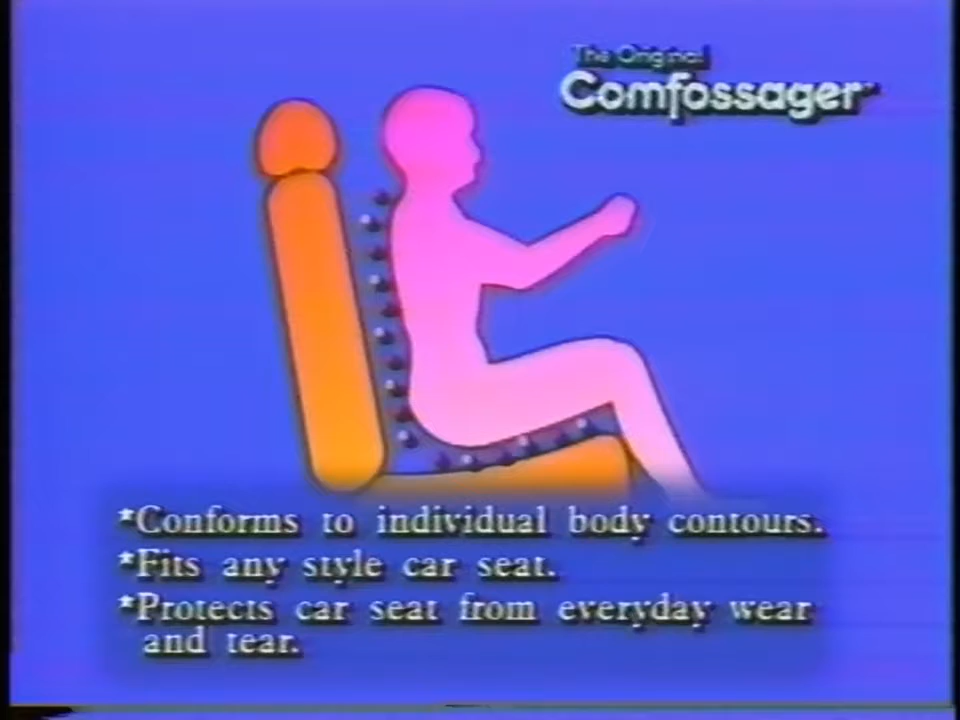 The Original
Comfossager™
*Conforms to individual body contours.
*Fits any style car seat.
*Protects car seat from everyday wear
and tear.